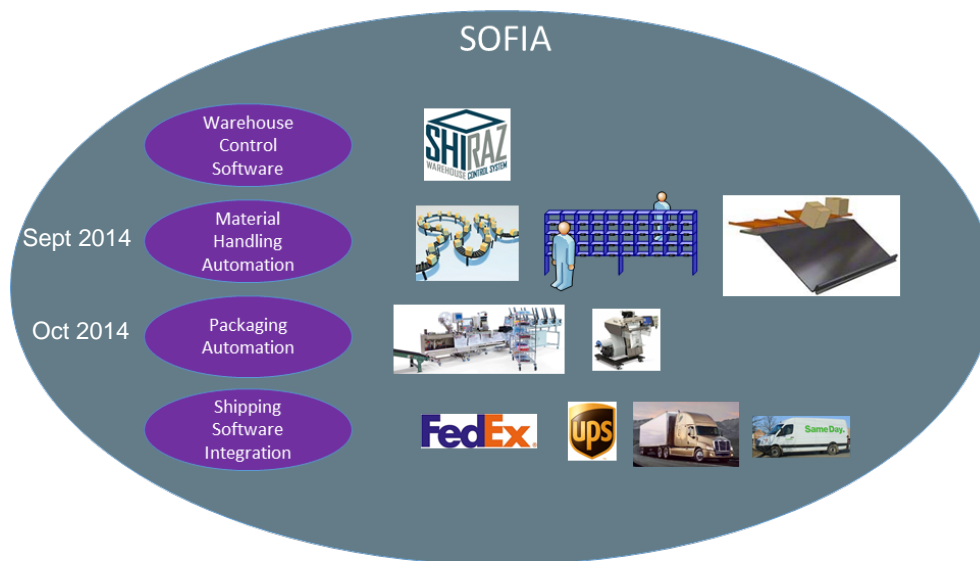 SOFIA
Warehouse
Control
Software
SHIRAZ
WAREHOUSE CONTROL SYSTEM
Sept 2014
Material
Handling
Automation
Oct 2014
Packaging
Automation
Shipping
Software
Integration
FedEx.
ups
SameDay.